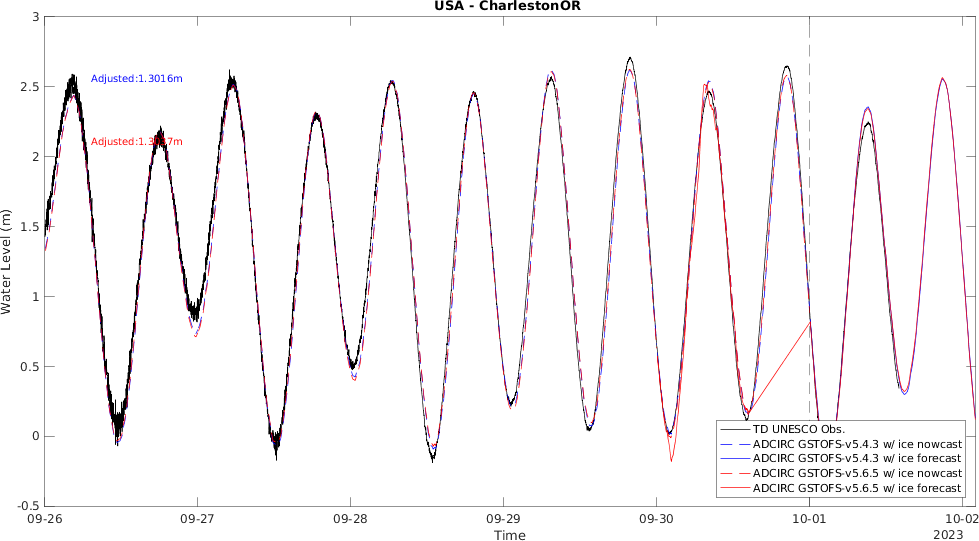 USA - CharlestonOR
3
2.5
2
1.5
1
0.5
0
-0.5
Water Level (m)
Adjusted:1.3016m
TD UNESCO Obs.
ADCIRC GSTOFS-v5.4.3 w/ ice nowcast
ADCIRC GSTOFS-v5.4.3 w/ ice forecast
ADCIRC GSTOFS-v5.6.5 w/ ice nowcast
ADCIRC GSTOFS-v5.6.5 w/ ice forecast
09-26
09-27
09-28
09-29
09-30
10-01
10-02
Time
2023